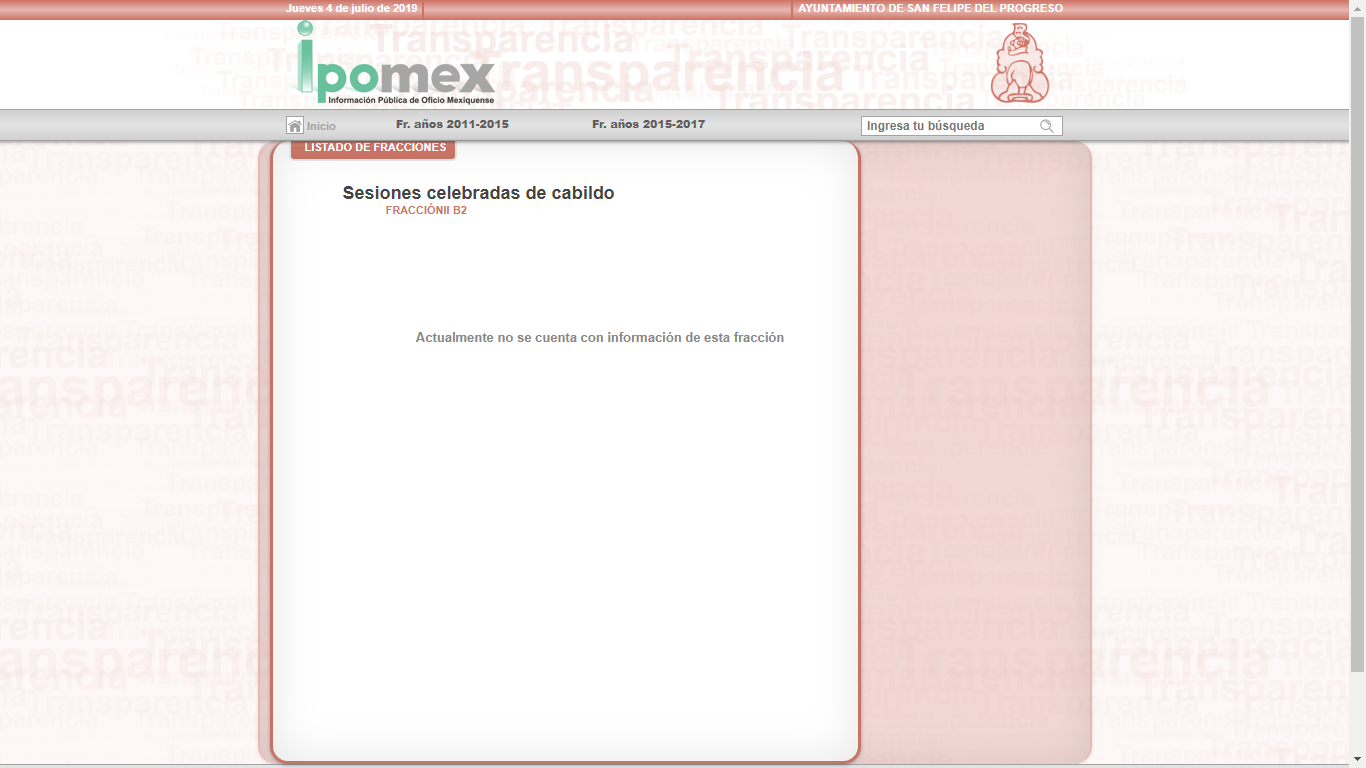 Jueves 4 de julio de 2019
AYUNTAMIENTO DE SAN FELIPE DEL PROGRESO
ipomex
Información Pública de Oficio Mexiquense
Transparencia
Inicio
Fr. años 2011-2015
Fr. años 2015-2017
Ingresa tu búsqueda
LISTADO DE FRACCIONES
Sesiones celebradas de cabildo
FRACCIÓNII B2
Actualmente no se cuenta con información de esta fracción